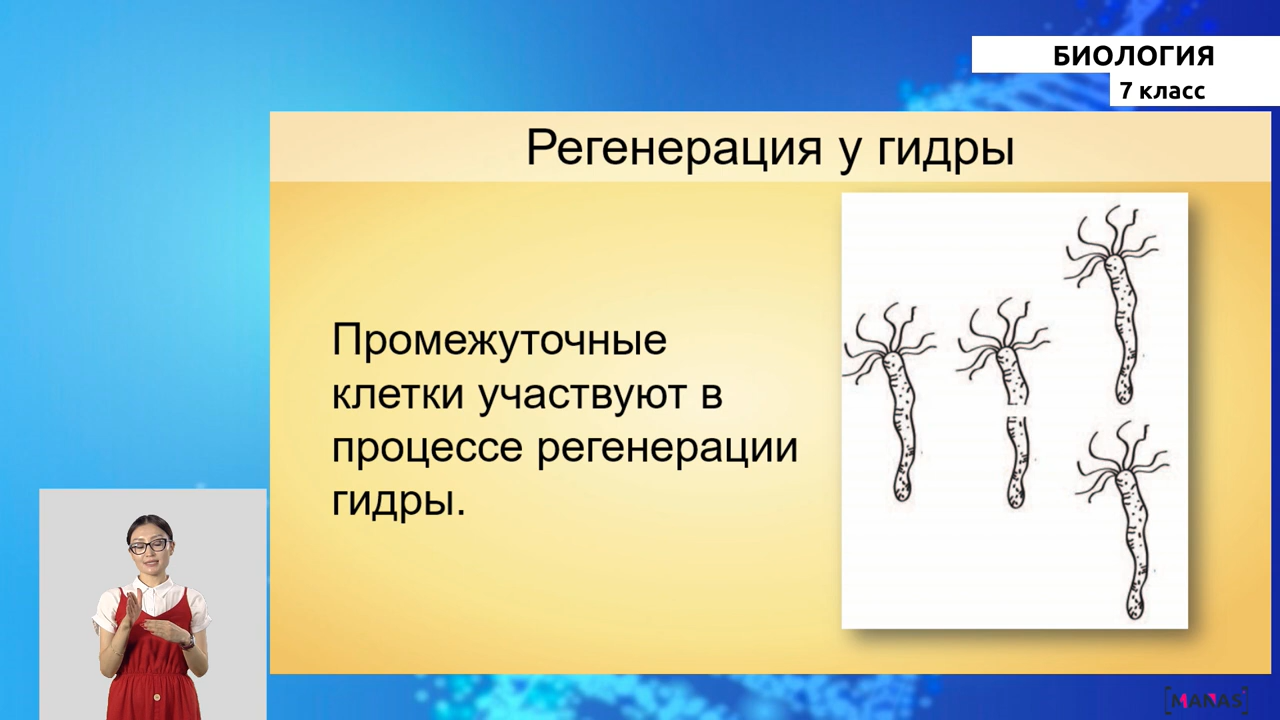 БИОЛОГИЯ
7 класс
Регенерация у гидры
Промежуточные
клетки участвуют в
процессе регенерации
гидры.
MANAS